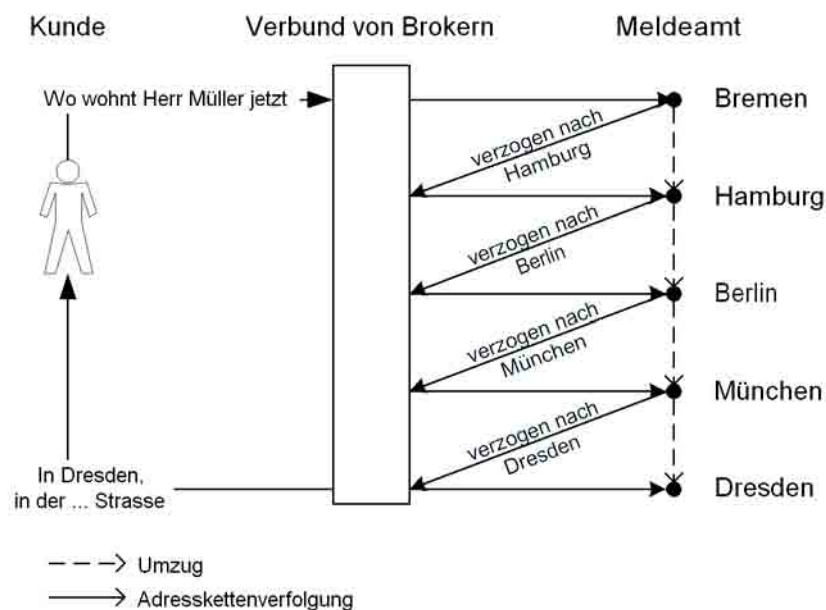 Kunde
Verbund von Brokern
Meldeamt
Wo wohnt Herr Müller jetzt
Bremen
verzogen nach
Hamburg
Hamburg
verzogen nach
Berlin
Berlin
verzogen nach
München
München
verzogen nach
Dresden
In Dresden,
in der ... Strasse
Dresden
Umzug
Adresskettenverfolgung